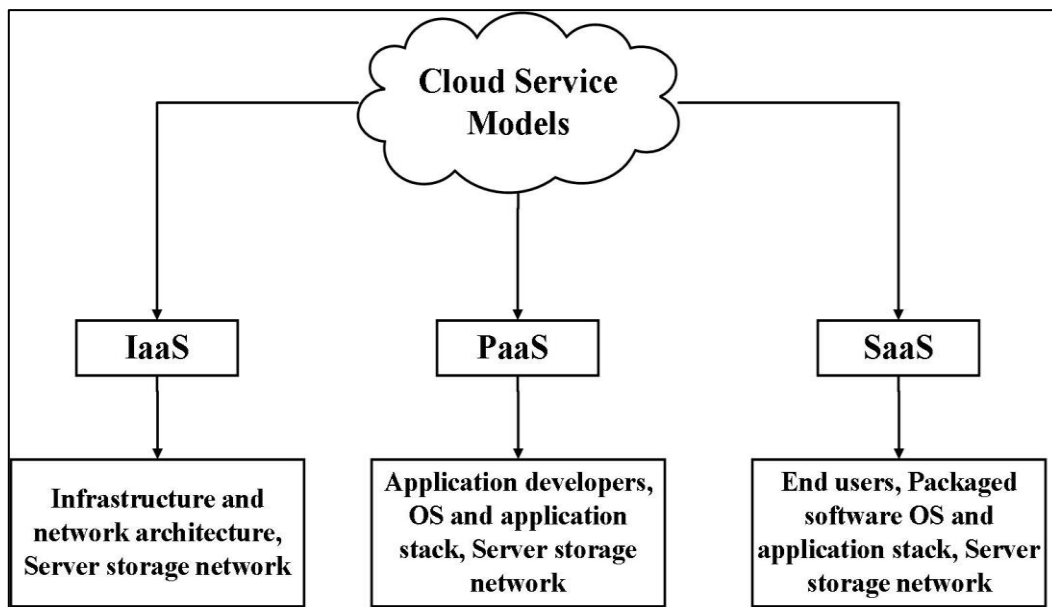 Cloud Service
Models
IaaS
PaaS
SaaS
Infrastructure and
network architecture,
Server storage network
Application developers,
OS and application
stack, Server storage
network
End users, Packaged
software OS and
application stack, Server
storage network